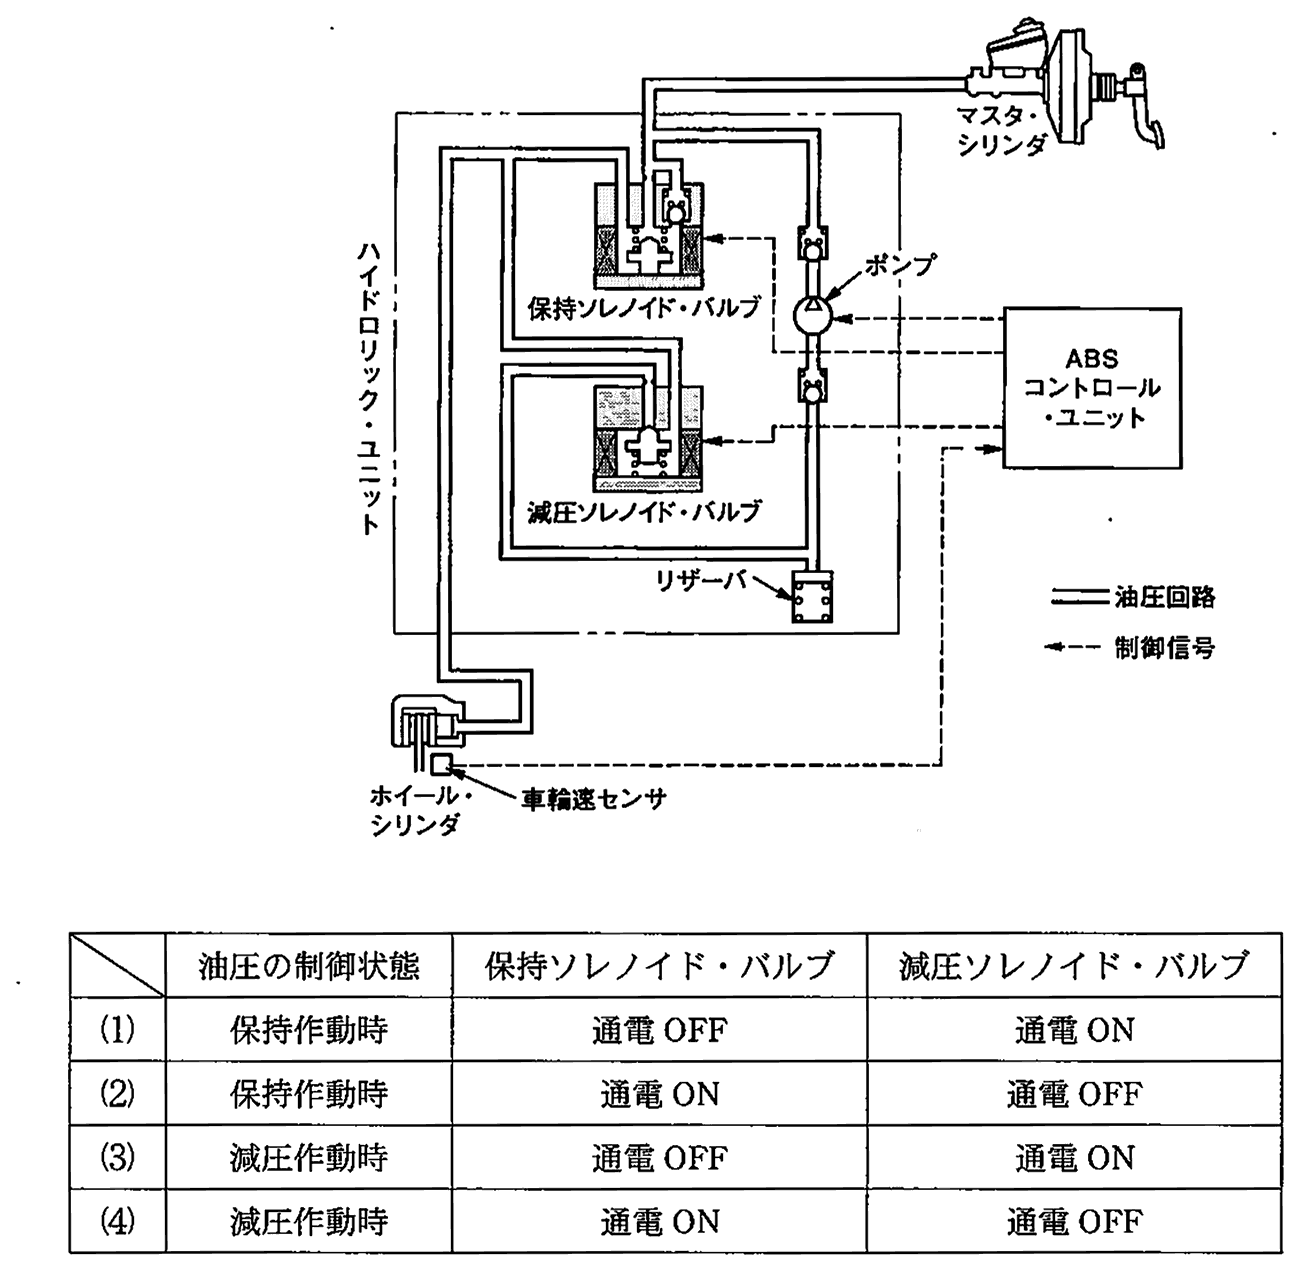 マスタ・
シリンダ
ハイドロリック・ユニット
保持ソレノイド・バルブ
ポンプ
ABS
コントロール
・ユニット
減圧ソレノイド・バルブ
リザーバ
油圧回路
制御信号
ホイール・
シリンダ
車輪速センサ
油圧の制御状態 保持ソレノイド・バルブ 減圧ソレノイド・バルブ
(1) 保持作動時 通電 OFF 通電 ON
(2) 保持作動時 通電 ON 通電 OFF
(3) 減圧作動時 通電 OFF 通電 ON
(4) 減圧作動時 通電 ON 通電 OFF